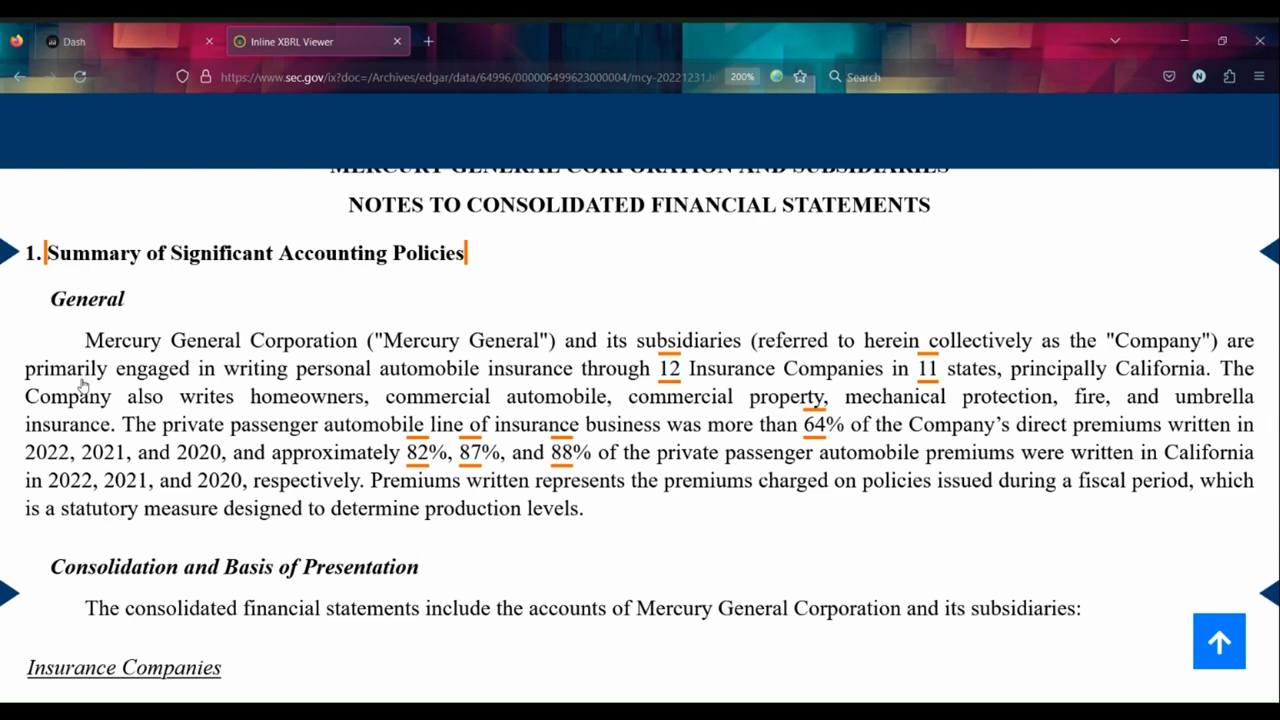 Dash
Inline XBRL Viewer
https://www.sec.gov/ix?doc=/Archives/edgar/data/64996/000006499623000004/mcy-20221231.h
200%
Search
N
MERCURY GENERAL CORPORATION AND SUBSIDIARIES
NOTES TO CONSOLIDATED FINANCIAL STATEMENTS
1. Summary of Significant Accounting Policies
General
Mercury General Corporation ("Mercury General") and its subsidiaries (referred to herein collectively as the "Company") are
primarily engaged in writing personal automobile insurance through 12 Insurance Companies in 11 states, principally California. The
Company also writes homeowners, commercial automobile, commercial property, mechanical protection, fire, and umbrella
insurance. The private passenger automobile line of insurance business was more than 64% of the Company's direct premiums written in
2022, 2021, and 2020, and approximately 82%, 87%, and 88% of the private passenger automobile premiums were written in California
in 2022, 2021, and 2020, respectively. Premiums written represents the premiums charged on policies issued during a fiscal period, which
is a statutory measure designed to determine production levels.
Consolidation and Basis of Presentation
The consolidated financial statements include the accounts of Mercury General Corporation and its subsidiaries:
Insurance Companies